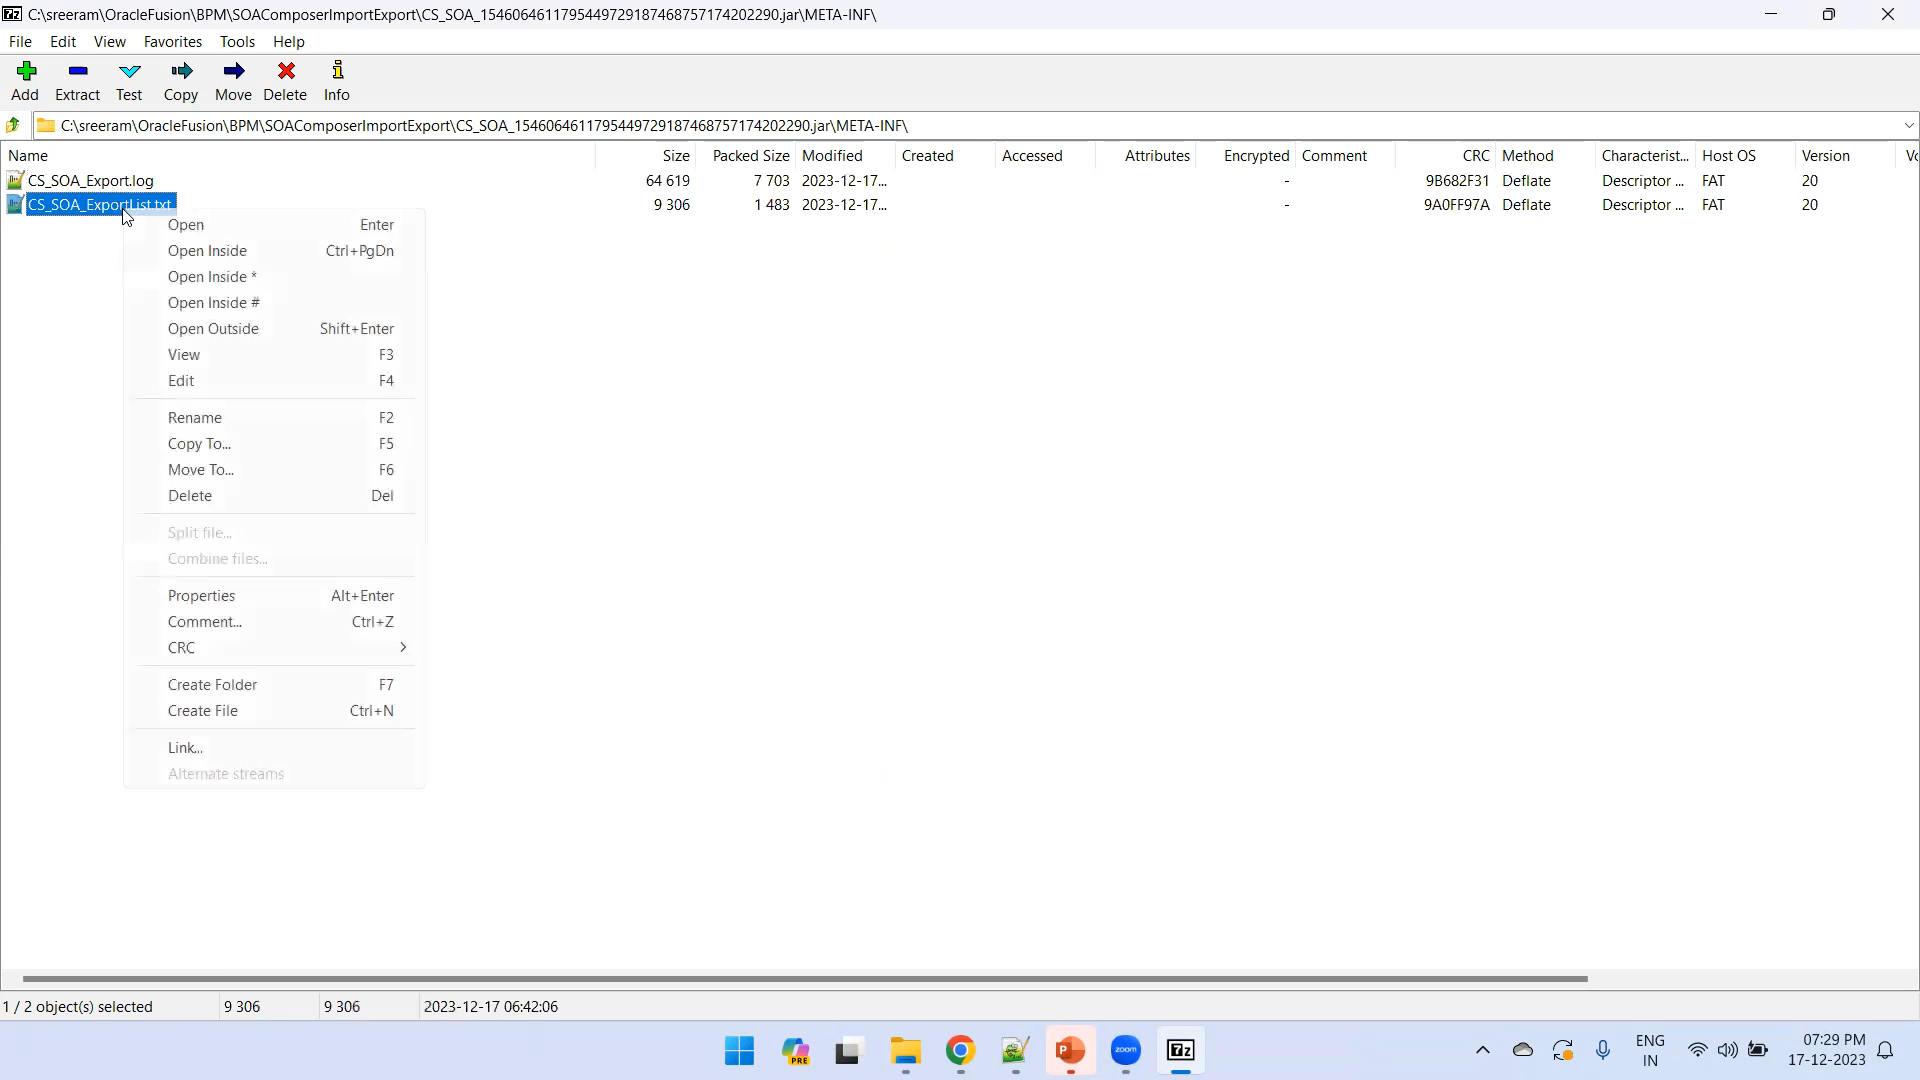 C:\sreeram\OracleFusion\BPM\SOAComposerImportExport\CS_SOA_15460646117954497291874687571742​02290.jar\META-INF\
File Edit View Favorites Tools Help
Add Extract Test Copy Move Delete Info
C:\sreeram\OracleFusion\BPM\SOAComposerImportExport\CS_SOA_1546064611795449729187468757174202290.jar\META-INF\
Name Size Packed Size Modified Created Accessed Attributes Encrypted Comment CRC Method Characterist... Host OS Version Vo
CS_SOA_Export.log 64 619 7 703 2023-12-17... - 9B682F31 Deflate Descriptor ... FAT 20
CS_SOA_ExportList.txt 9 306 1 483 2023-12-17... - 9A0FF97A Deflate Descriptor ... FAT 20
Open Enter
Open Inside Ctrl+PgDn
Open Inside *
Open Inside #
Open Outside Shift+Enter
View F3
Edit F4
Rename F2
Copy To... F5
Move To... F6
Delete Del
Split file...
Combine files...
Properties Alt+Enter
Comment... Ctrl+Z
CRC
Create Folder F7
Create File Ctrl+N
Link...
Alternate streams
1 / 2 object(s) selected 9 306 9 306 2023-12-17 06:42:06
PRE
zoom
7z
ENG
IN
07:29 PM
17-12-2023